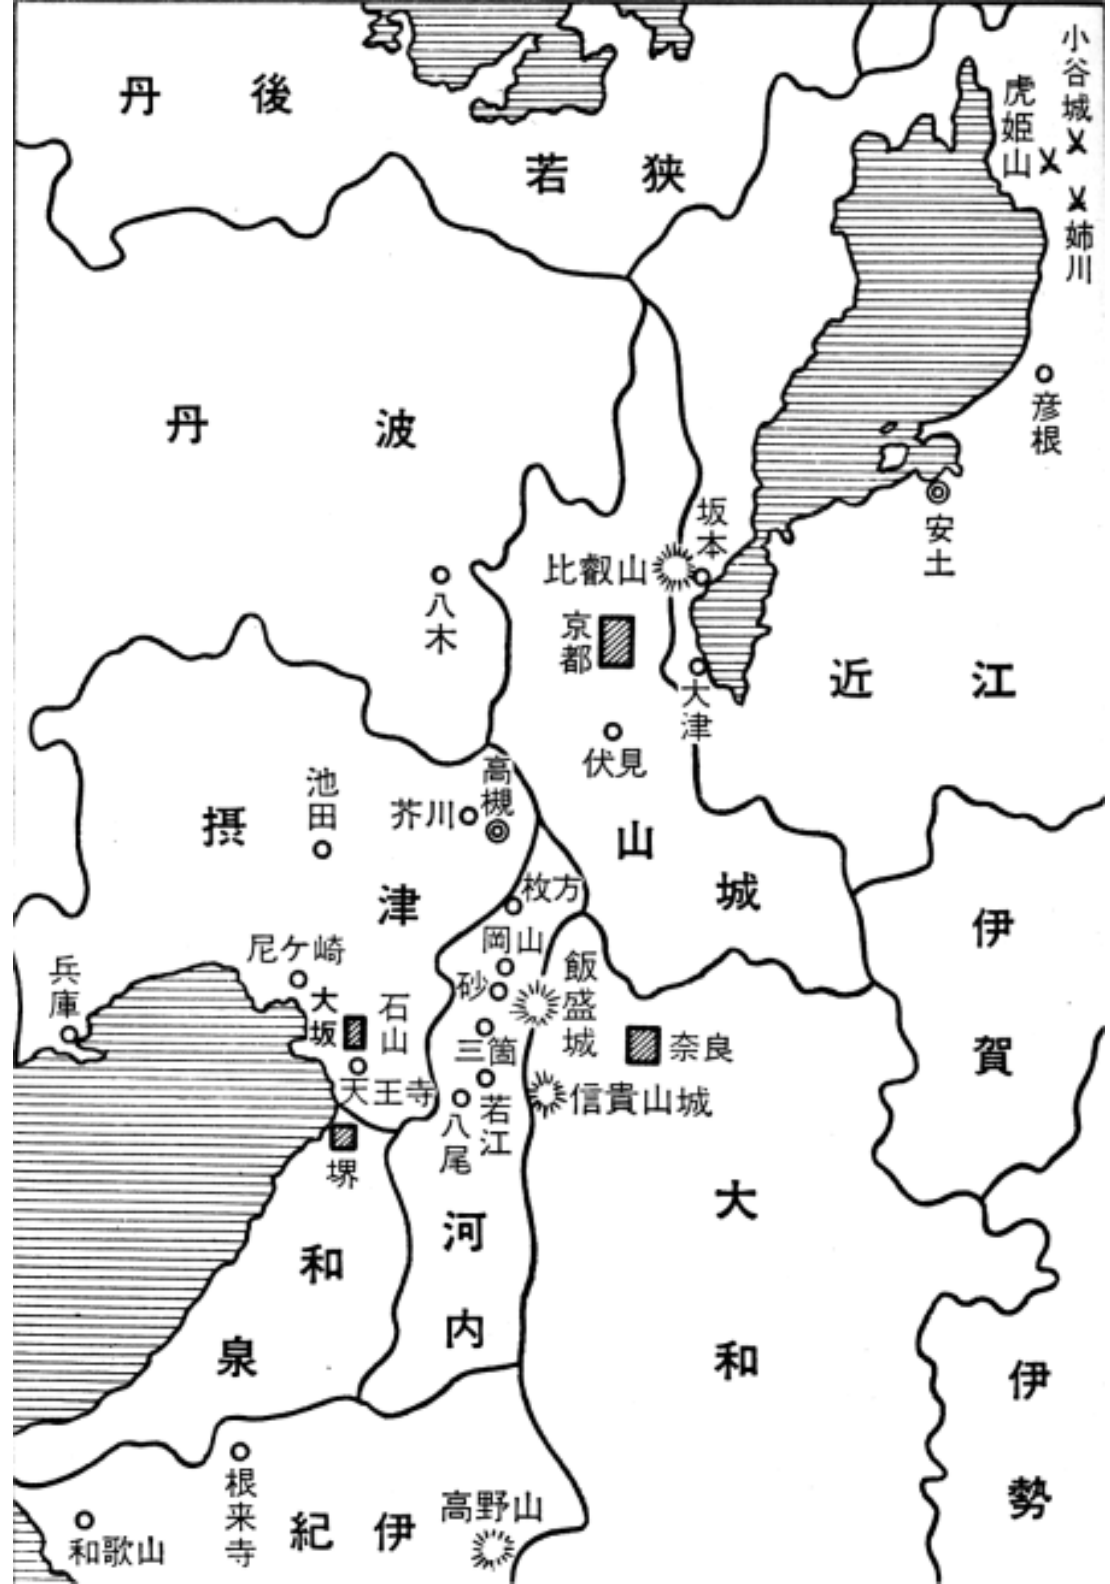 小谷城
虎姫山
姉川
丹後
若狭
丹波
彦根
安土
坂本
比叡山
京都
八木
近江
大津
伏見
高槻
芥川
池田
摂津
山城
枚方
岡山
砂
飯盛城
三箇
若江
八尾
尼ケ崎
兵庫
大坂
石山
天王寺
奈良
信貴山城
伊賀
堺
河内
和泉
大和
伊勢
根来寺
和歌山
紀伊
高野山